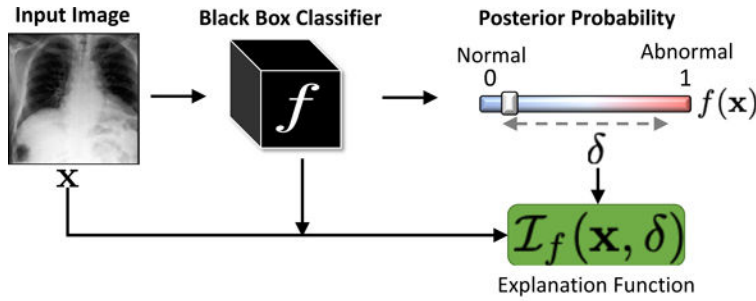 Input Image
Black Box Classifier
Posterior Probability
Normal
Abnormal
0
1
f
f(x)
x
δ
ℐ_f(x, δ)
Explanation Function